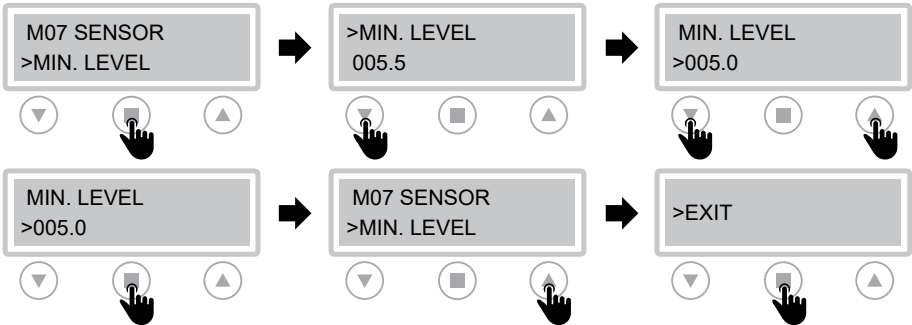 M07 SENSOR
>MIN. LEVEL
>MIN. LEVEL
005.5
MIN. LEVEL
>005.0
MIN. LEVEL
>005.0
M07 SENSOR
>MIN. LEVEL
>EXIT